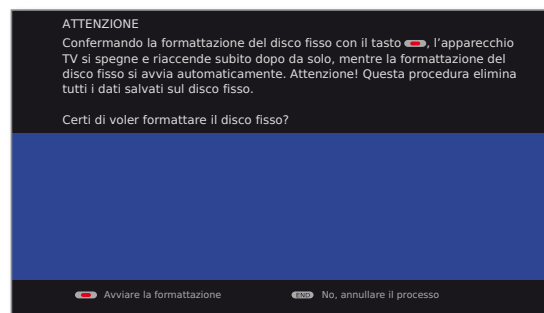 ATTENZIONE
Confermando la formattazione del disco fisso con il tasto , l'apparecchio
TV si spegne e riaccende subito dopo da solo, mentre la formattazione del
disco fisso si avvia automaticamente. Attenzione! Questa procedura elimina
tutti i dati salvati sul disco fisso.
Certi di voler formattare il disco fisso?
Avviare la formattazione
END No, annullare il processo